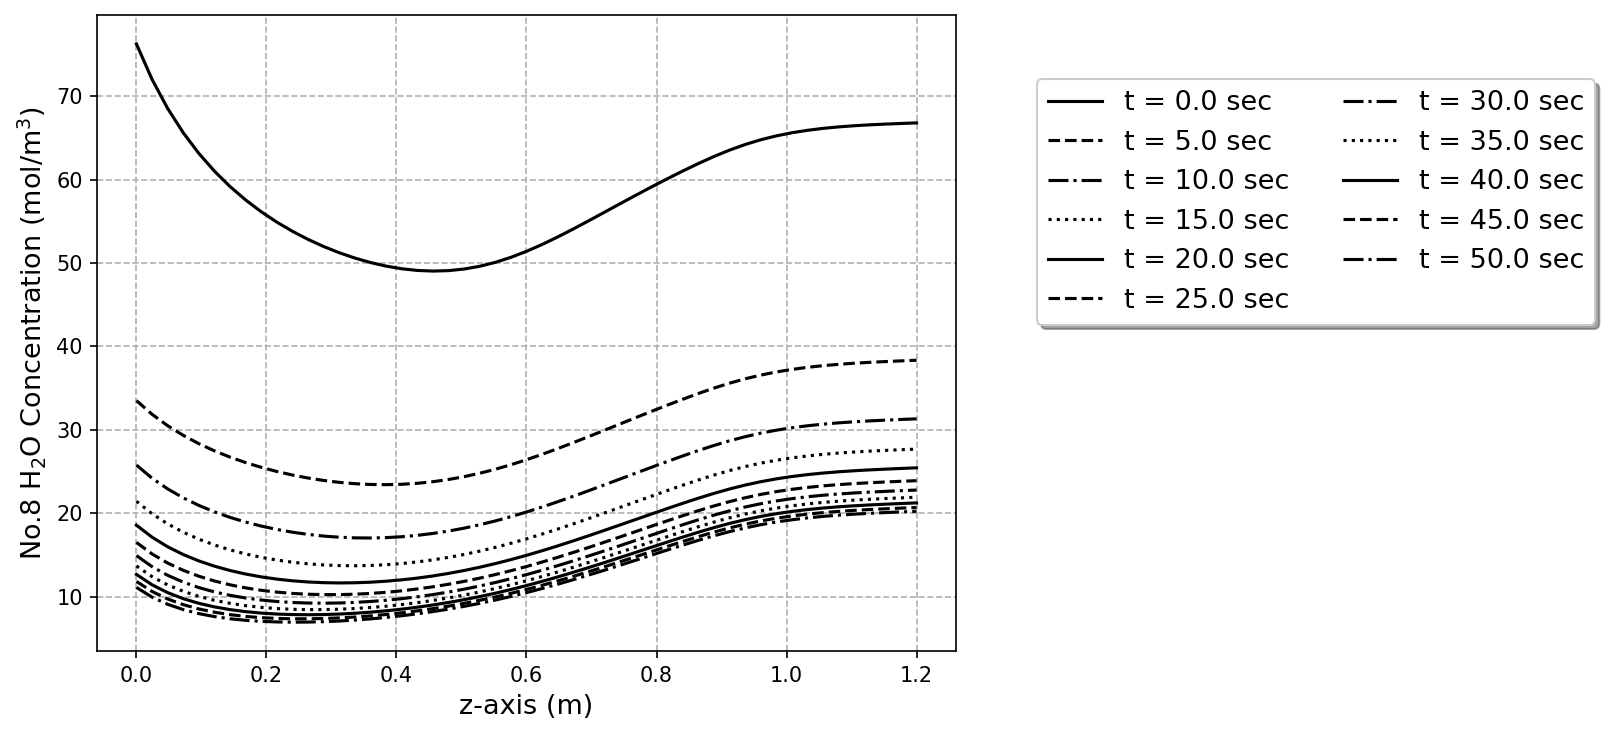 70
60
50
40
30
20
10
No.8 H₂O Concentration (mol/m³)
0.0 0.2 0.4 0.6 0.8 1.0 1.2
z-axis (m)
t = 0.0 sec
t = 5.0 sec
t = 10.0 sec
t = 15.0 sec
t = 20.0 sec
t = 25.0 sec
t = 30.0 sec
t = 35.0 sec
t = 40.0 sec
t = 45.0 sec
t = 50.0 sec